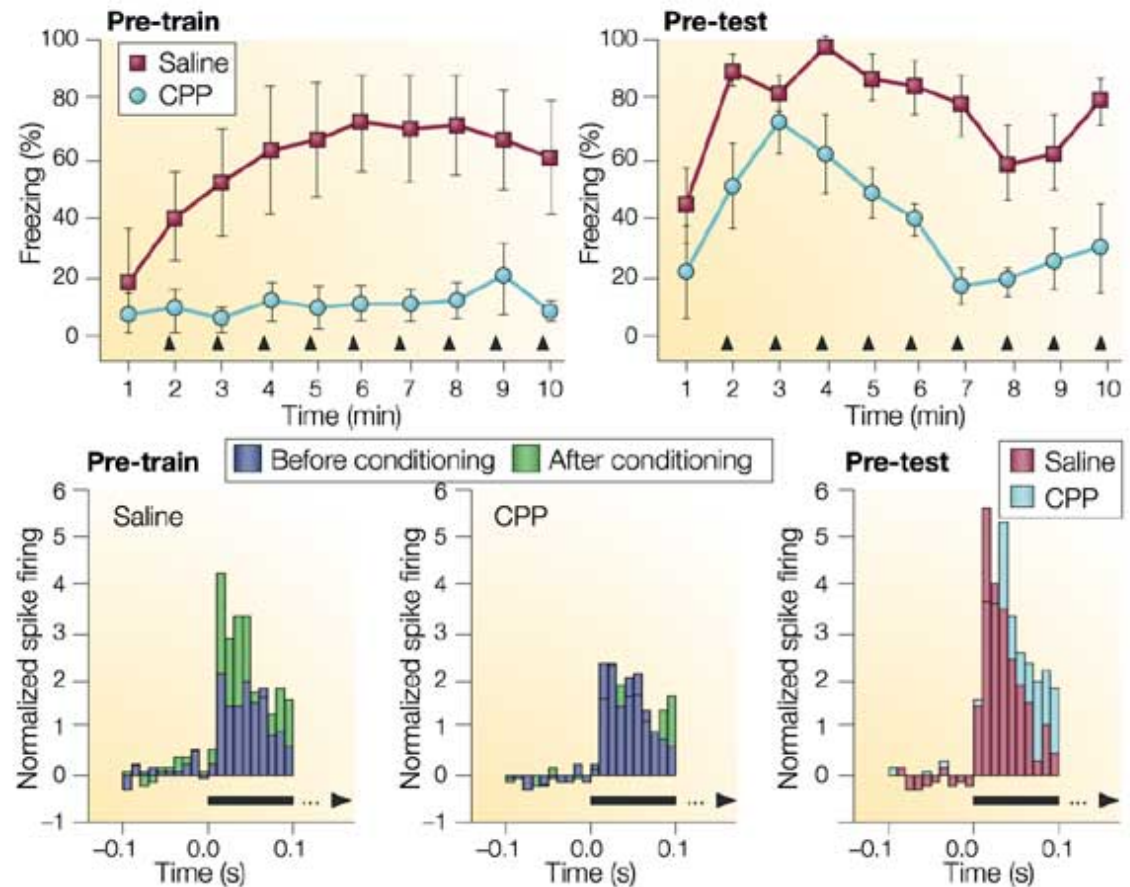 Pre-train
Saline
CPP
Freezing (%)
100
80
60
40
20
0
1 2 3 4 5 6 7 8 9 10
Time (min)
Pre-test
Freezing (%)
100
80
60
40
20
0
1 2 3 4 5 6 7 8 9 10
Time (min)
Before conditioning After conditioning
Pre-train
Saline
Normalized spike firing
6
5
4
3
2
1
0
–1
...
–0.1 0.0 0.1
Time (s)
CPP
Normalized spike firing
6
5
4
3
2
1
0
–1
...
–0.1 0.0 0.1
Time (s)
Pre-test
Saline
CPP
Normalized spike firing
6
5
4
3
2
1
0
–1
...
–0.1 0.0 0.1
Time (s)